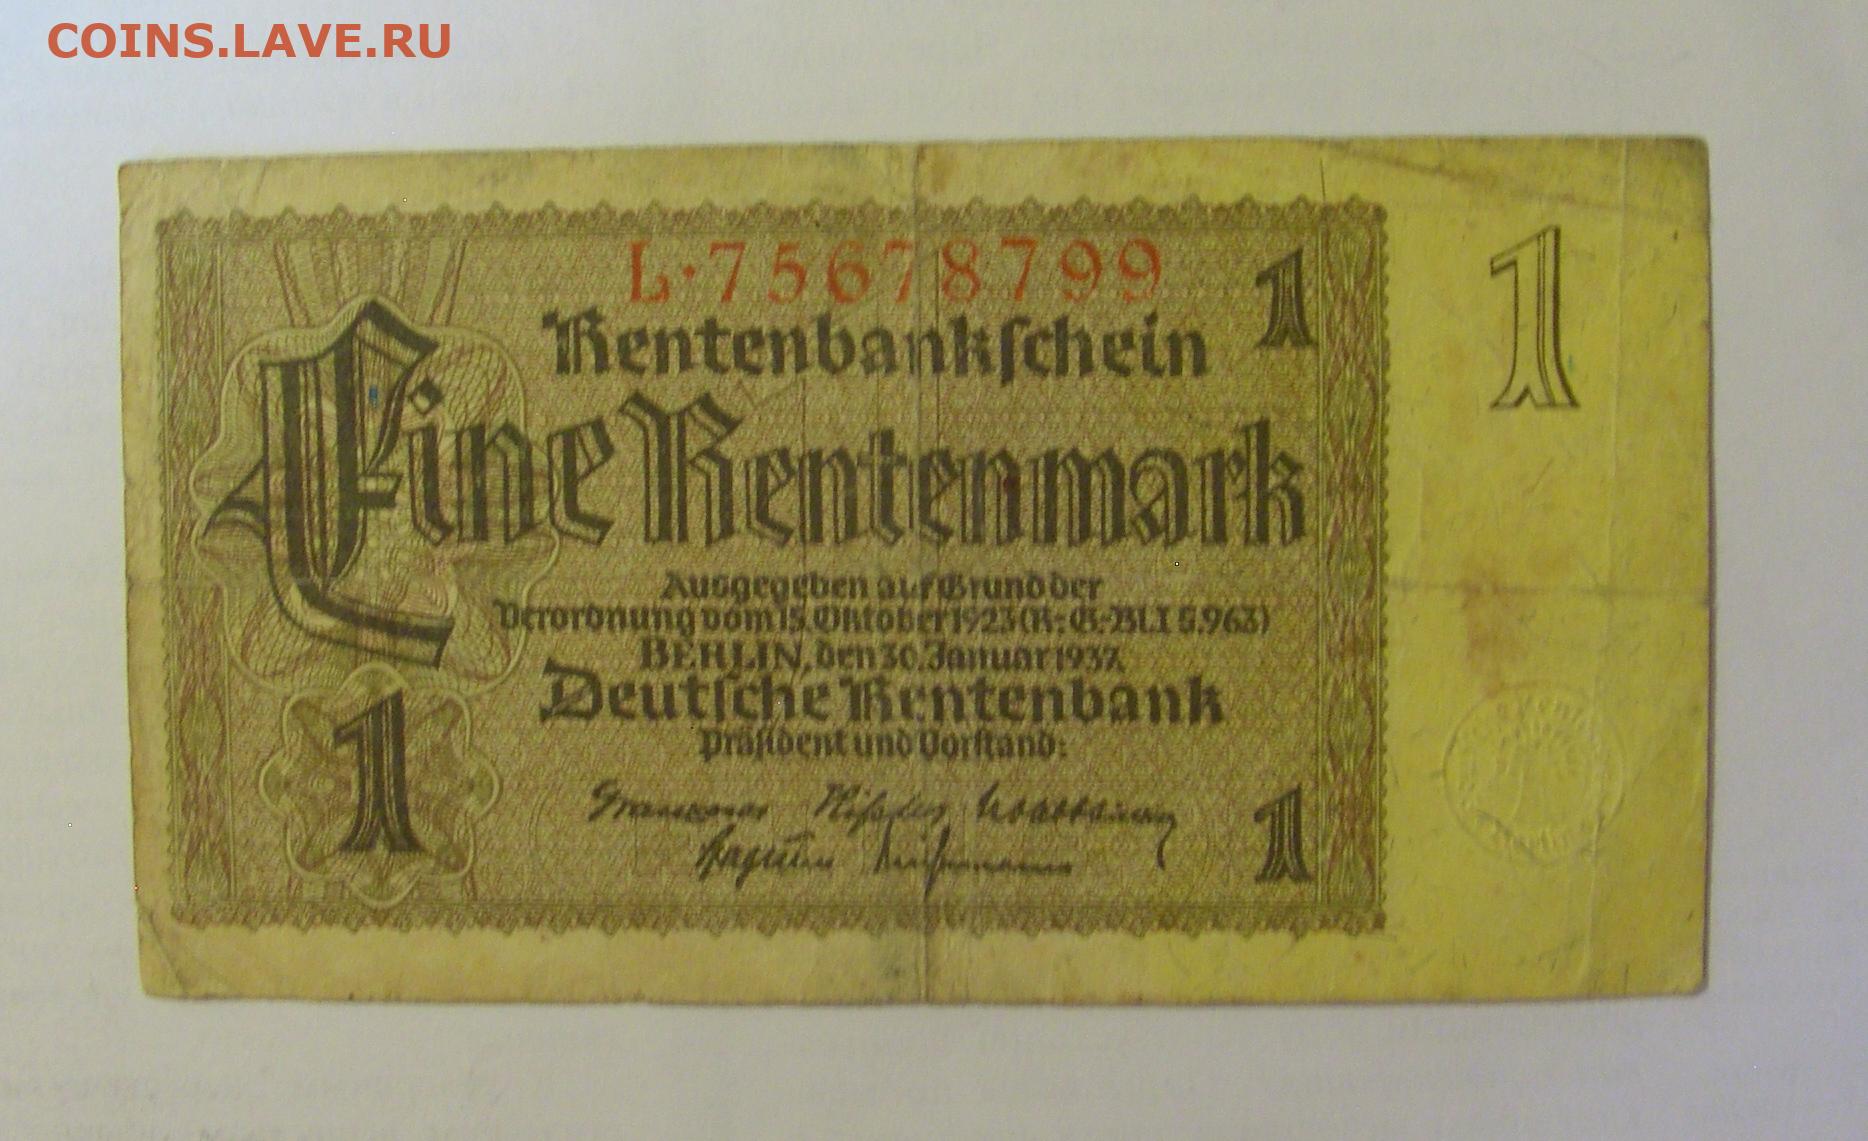 COINS.LAVE.RU
L·75678799
Rentenbankschein
1
1
Eine Rentenmark
Ausgegeben auf Grund der
Verordnung vom 15. Oktober 1923 (R.-G.-Bl. I S. 963)
BERLIN, den 30. Januar 1937.
Deutsche Rentenbank
Präsident und Vorstand:
1
1